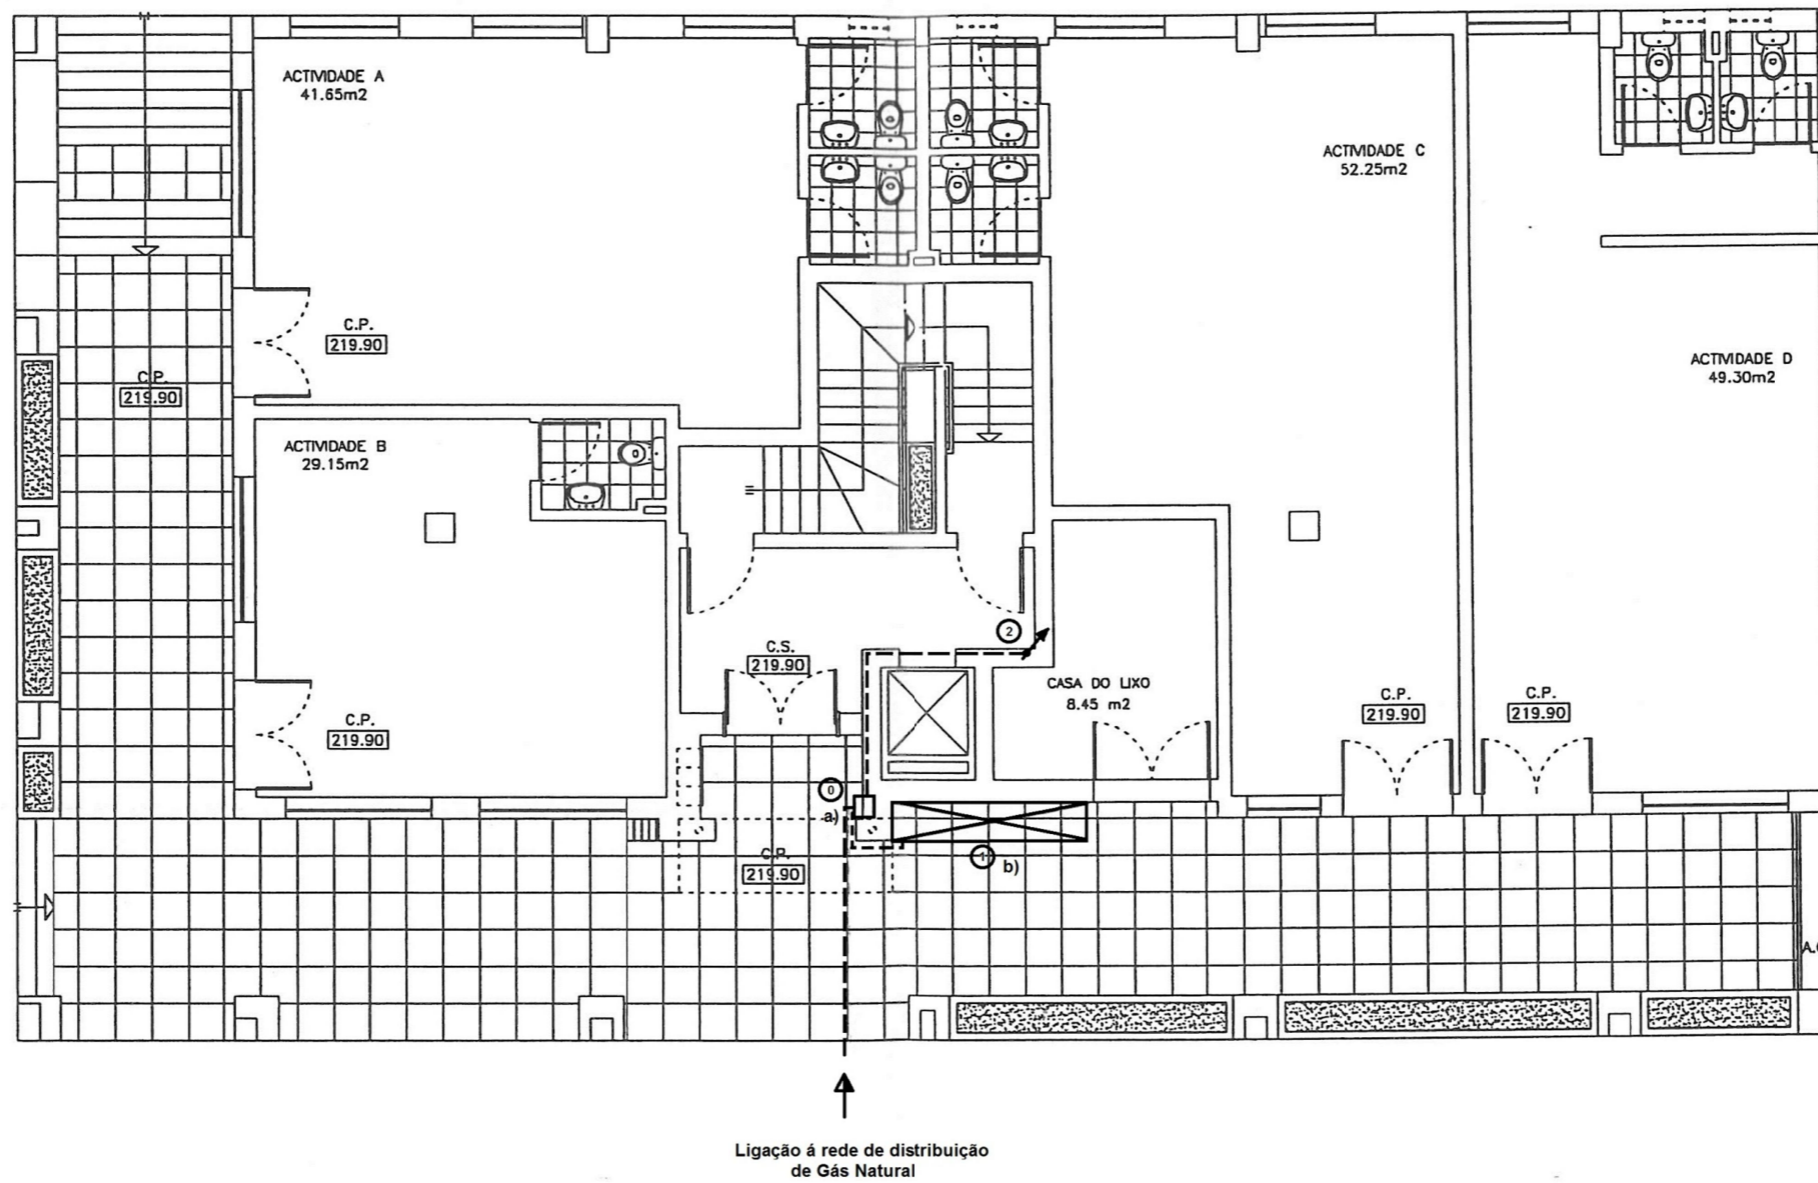 ACTIVIDADE A
41.65m2
ACTIVIDADE C
52.25m2
C.P.
219.90
C.P.
219.90
ACTIVIDADE D
49.30m2
ACTIVIDADE B
29.15m2
2
C.S.
219.90
CASA DO LIXO
8.45 m2
C.P.
219.90
C.P.
219.90
C.P.
219.90
0
a)
C.P.
219.90
1
b)
Ligação á rede de distribuição
de Gás Natural